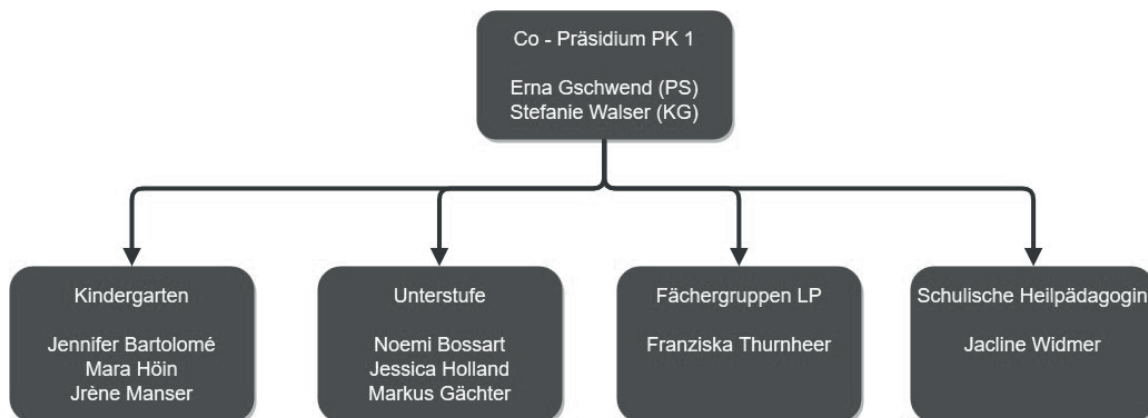 Co - Präsidium PK 1
Erna Gschwend (PS)
Stefanie Walser (KG)
Kindergarten
Jennifer Bartolomé
Mara Höin
Jrène Manser
Unterstufe
Noemi Bossart
Jessica Holland
Markus Gächter
Fächergruppen LP
Franziska Thurnheer
Schulische Heilpädagogin
Jacline Widmer